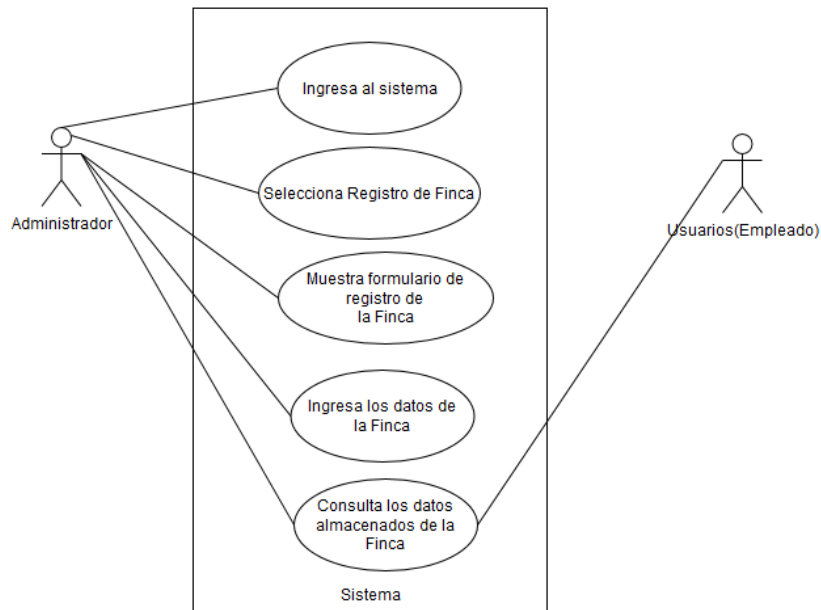 Ingresa al sistema
Selecciona Registro de Finca
Administrador
Usuarios(Empleado)
Muestra formulario de
registro de
la Finca
Ingresa los datos de
la Finca
Consulta los datos
almacenados de la
Finca
Sistema